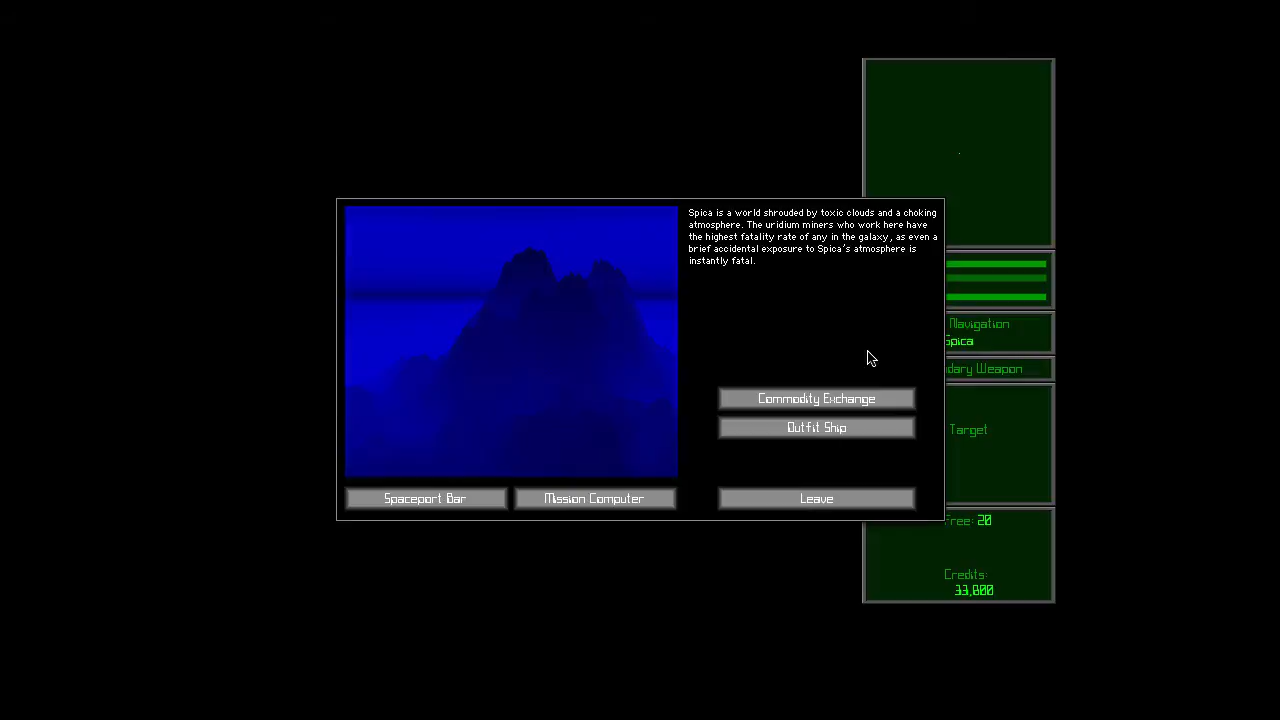 Spica is a world shrouded by toxic clouds and a choking
atmosphere. The uridium miners who work here have
the highest fatality rate of any in the galaxy, as even a
brief accidental exposure to Spica's atmosphere is
instantly fatal.
Navigation
Spica
dary Weapon
Commodity Exchange
Outfit Ship
Target
Spaceport Bar
Mission Computer
Leave
Free: 20
Credits:
33,800